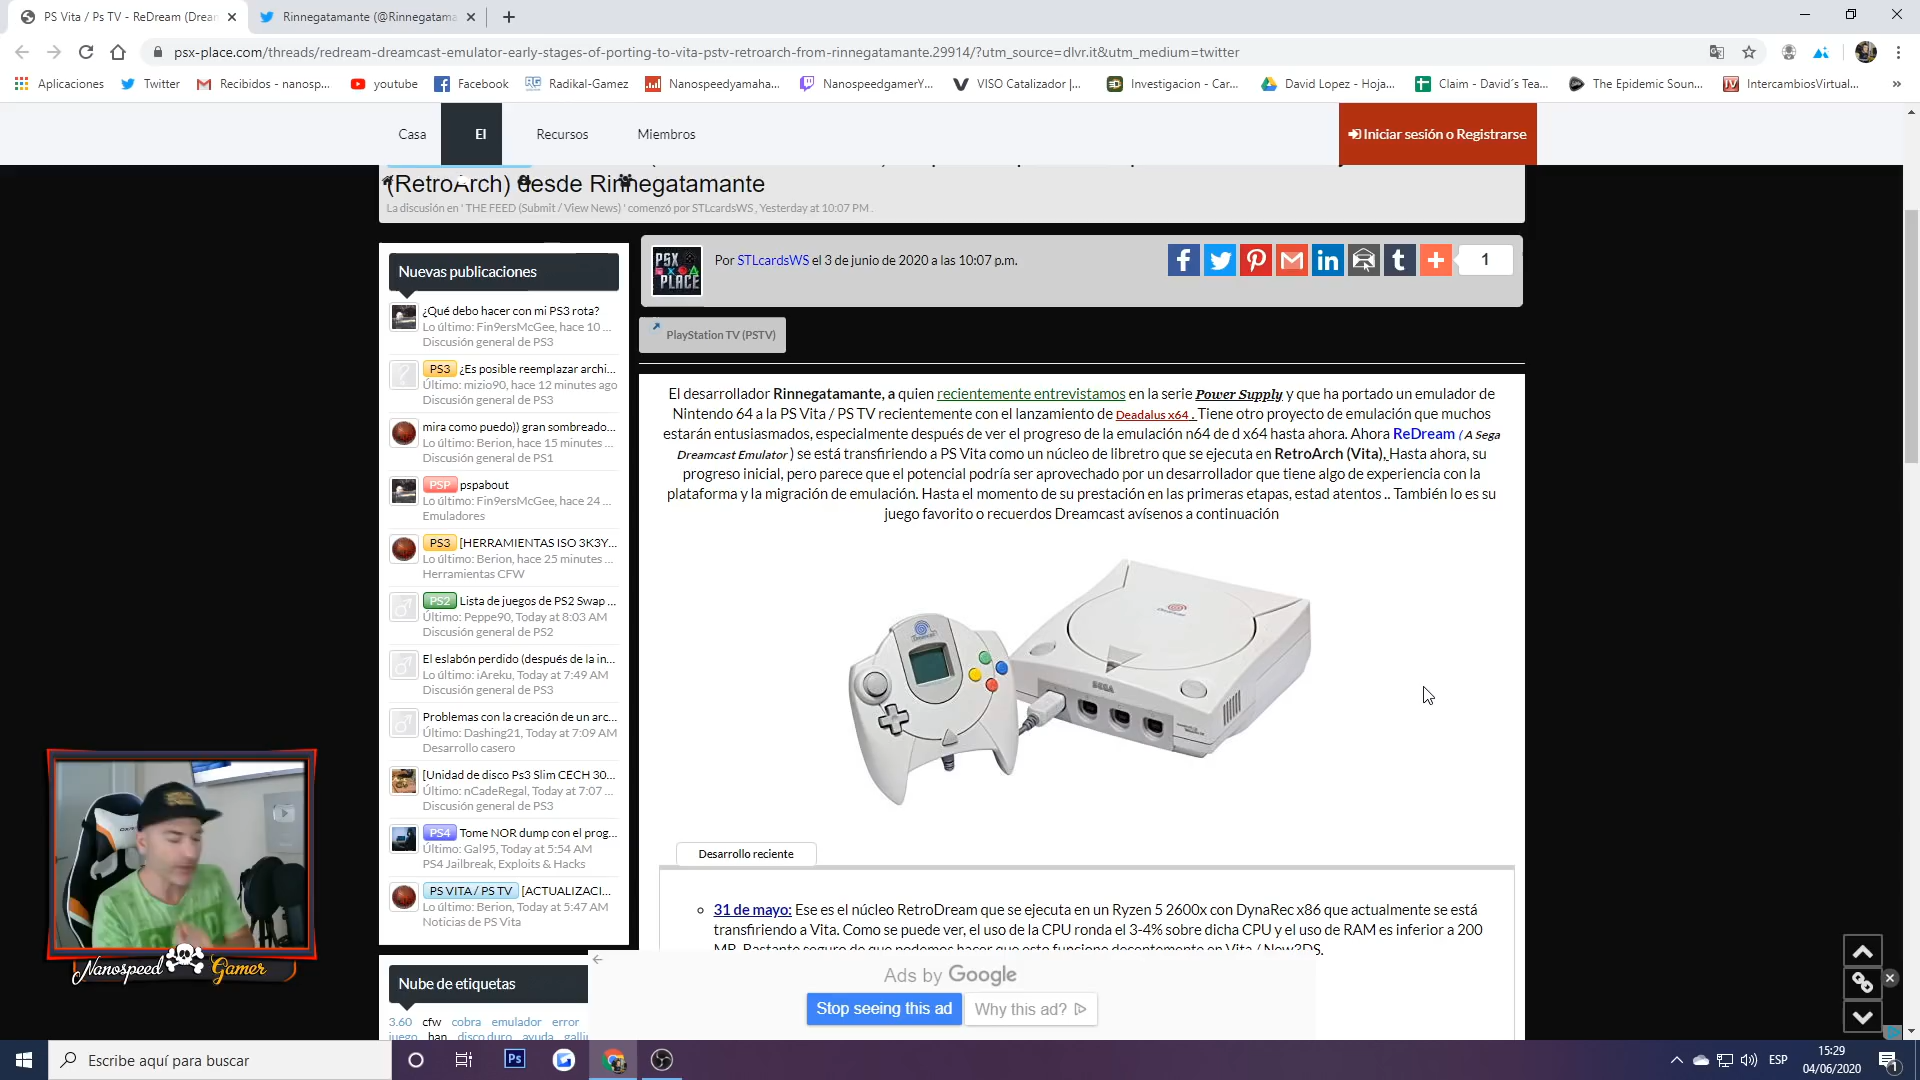 PS Vita / Ps TV - ReDream (Drean
Rinnegatamante (@Rinnegatama
psx-place.com/threads/redream-dreamcast-emulator-early-stages-of-porting-to-vita-pstv-retroarch-from-rinnegatamante.29914/?utm_source=dlvr.it&utm_medium=twitter
Aplicaciones
Twitter
Recibidos - nanosp...
youtube
Facebook
Radikal-Gamez
Nanospeedyamaha...
NanospeedgamerY...
VISO Catalizador |...
Investigacion - Car...
David Lopez - Hoja...
Claim - David´s Tea...
The Epidemic Soun...
IntercambiosVirtual...
Casa
El
Recursos
Miembros
Iniciar sesión o Registrarse
(RetroArch) desde Rinnegatamante
La discusión en ' THE FEED (Submit / View News) ' comenzó por STLcardsWS , Yesterday at 10:07 PM .
Nuevas publicaciones
¿Qué debo hacer con mi PS3 rota?
Lo último: Fin9ersMcGee, hace 10 ...
Discusión general de PS3
PS3 ¿Es posible reemplazar archi...
Último: mizio90, hace 12 minutes ago
Discusión general de PS3
mira como puedo)) gran sombreado...
Lo último: Berion, hace 15 minutes ...
Discusión general de PS1
PSP pspabout
Lo último: Fin9ersMcGee, hace 24 ...
Emuladores
PS3 [HERRAMIENTAS ISO 3K3Y...
Lo último: Berion, hace 25 minutes ...
Herramientas CFW
PS2 Lista de juegos de PS2 Swap ...
Último: Peppe90, Today at 8:03 AM
Discusión general de PS2
El eslabón perdido (después de la in...
Lo último: iAreku, Today at 7:49 AM
Discusión general de PS3
Problemas con la creación de un arc...
Último: Dashing21, Today at 7:09 AM
Desarrollo casero
[Unidad de disco Ps3 Slim CECH 30...
Último: nCadeRegal, Today at 7:07 ...
Discusión general de PS3
PS4 Tome NOR dump con el prog...
Último: Gal95, Today at 5:54 AM
PS4 Jailbreak, Exploits & Hacks
PS VITA / PS TV [ACTUALIZACI...
Lo último: Berion, Today at 5:47 AM
Noticias de PS Vita
Nube de etiquetas
3.60 cfw cobra emulador error
juego han disco duro ayuda
PSX
PLACE
Por STLcardsWS el 3 de junio de 2020 a las 10:07 p.m.
1
PlayStation TV (PSTV)
El desarrollador Rinnegatamante, a quien recientemente entrevistamos en la serie Power Supply y que ha portado un emulador de
Nintendo 64 a la PS Vita / PS TV recientemente con el lanzamiento de Deadalus x64 . Tiene otro proyecto de emulación que muchos
estarán entusiasmados, especialmente después de ver el progreso de la emulación n64 de d x64 hasta ahora. Ahora ReDream ( A Sega
Dreamcast Emulator ) se está transfiriendo a PS Vita como un núcleo de libretro que se ejecuta en RetroArch (Vita), Hasta ahora, su
progreso inicial, pero parece que el potencial podría ser aprovechado por un desarrollador que tiene algo de experiencia con la
plataforma y la migración de emulación. Hasta el momento de su prestación en las primeras etapas, estad atentos .. También lo es su
juego favorito o recuerdos Dreamcast avísenos a continuación
SEGA
Desarrollo reciente
31 de mayo: Ese es el núcleo RetroDream que se ejecuta en un Ryzen 5 2600x con DynaRec x86 que actualmente se está
transfiriendo a Vita. Como se puede ver, el uso de la CPU ronda el 3-4% sobre dicha CPU y el uso de RAM es inferior a 200
MB. Bastante seguro de que podemos hacer que esto funcione decentemente en Vita / New3DS.
Ads by Google
Stop seeing this ad
Why this ad?
Nanospeed Gamer
Escribe aquí para buscar
Ps
ESP
15:29
04/06/2020
1